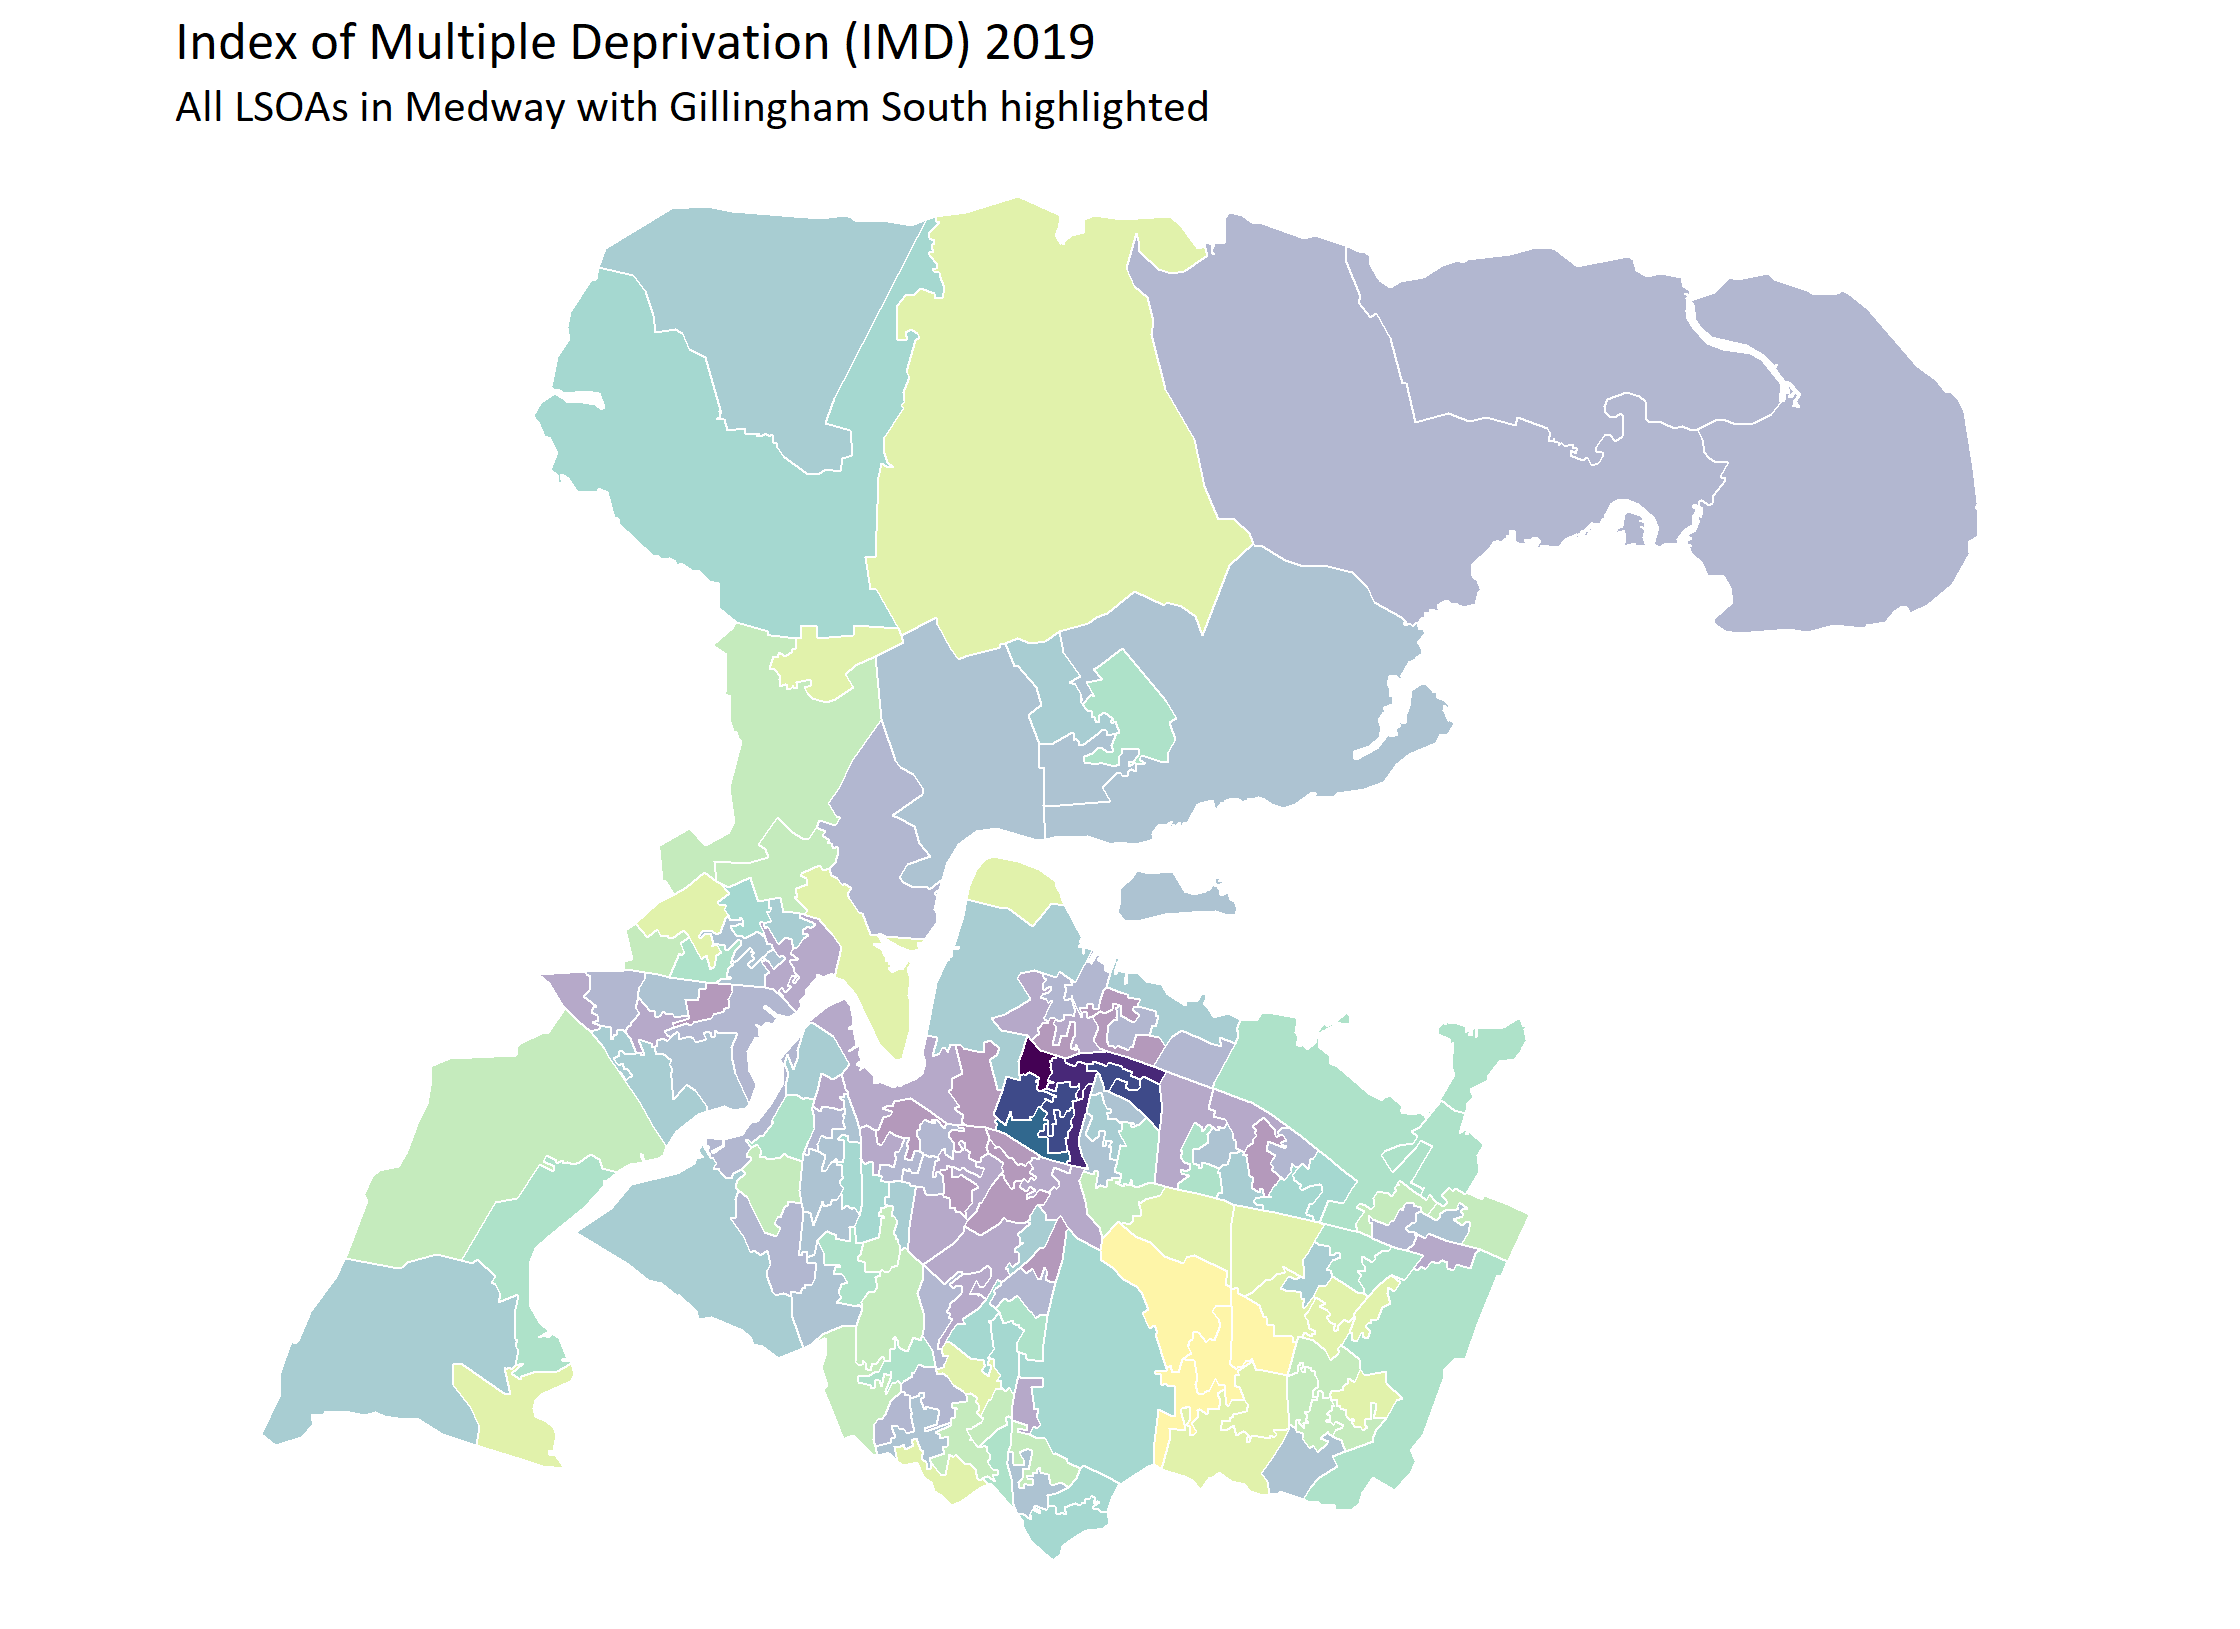 Index of Multiple Deprivation (IMD) 2019
All LSOAs in Medway with Gillingham South highlighted